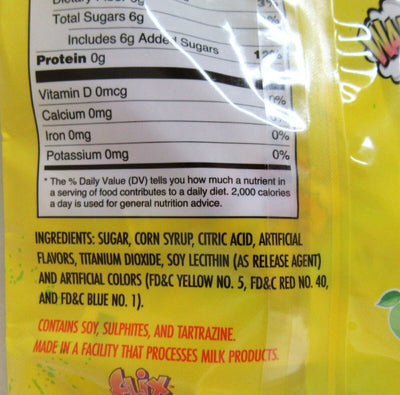 Total Sugars 6g
Includes 6g Added Sugars
Protein 0g
Vitamin D 0mcg 0%
Calcium 0mg
Iron 0mg 0%
Potassium 0mg 0%
* The % Daily Value (DV) tells you how much a nutrient in
a serving of food contributes to a daily diet. 2,000 calories
a day is used for general nutrition advice.
INGREDIENTS: SUGAR, CORN SYRUP, CITRIC ACID, ARTIFICIAL
FLAVORS, TITANIUM DIOXIDE, SOY LECITHIN (AS RELEASE AGENT)
AND ARTIFICIAL COLORS (FD&C YELLOW NO. 5, FD&C RED NO. 40,
AND FD&C BLUE NO. 1).
CONTAINS SOY, SULPHITES, AND TARTRAZINE.
MADE IN A FACILITY THAT PROCESSES MILK PRODUCTS.